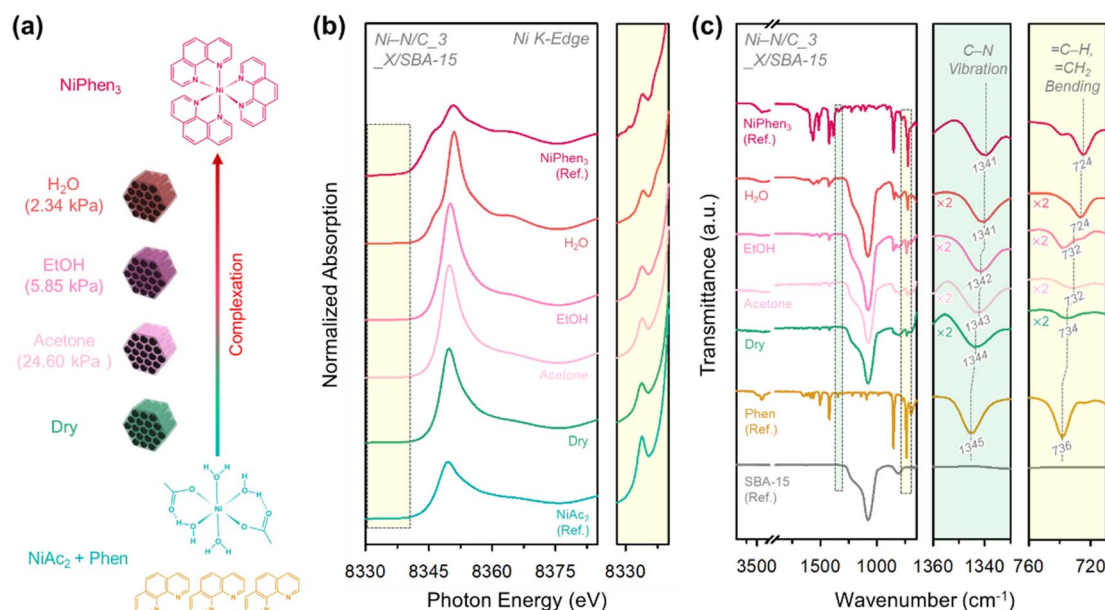 (a)
NiPhen₃
N
N
N
Ni
N
N
N
H₂O
(2.34 kPa)
EtOH
(5.85 kPa)
Acetone
(24.60 kPa )
Dry
Complexation
NiAc₂ + Phen
(b)
Ni–N/C_3
_X/SBA-15
Ni K-Edge
NiPhen₃
(Ref.)
H₂O
EtOH
Acetone
Dry
NiAc₂
(Ref.)
Normalized Absorption
8330 8345 8360 8375 8330
Photon Energy (eV)
(c)
Ni–N/C_3
_X/SBA-15
C–N
Vibration
=C–H,
=CH₂
Bending
NiPhen₃
(Ref.)
1341
724
H₂O
×2
1341
×2
724
EtOH
×2
1342
×2
732
Acetone
×2
1343
×2
732
Dry
×2
1344
×2
734
Phen
(Ref.)
1345
736
SBA-15
(Ref.)
Transmittance (a.u.)
3500 1500 1000 1360 1340 760 720
Wavenumber (cm⁻¹)